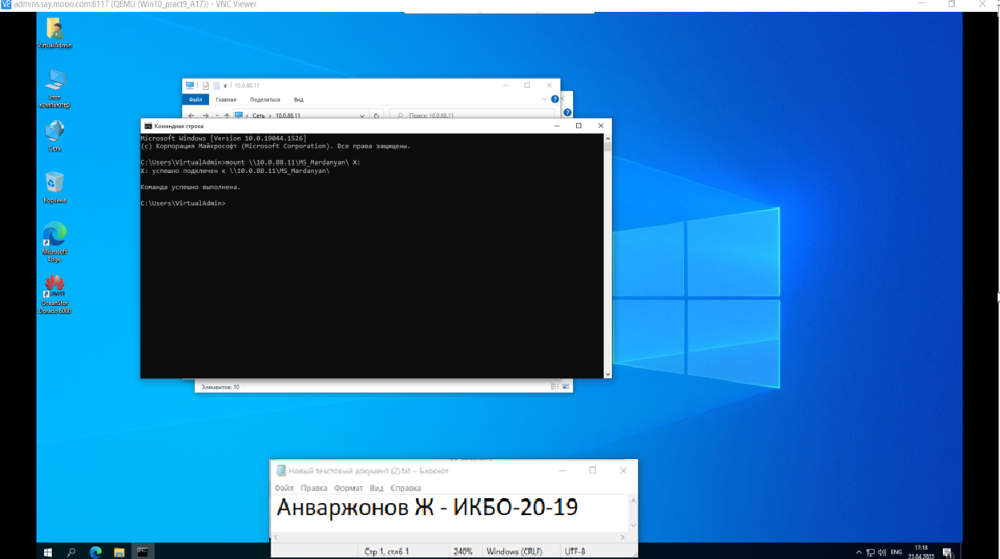 admins.say.mooo.com:6117 (QEMU (Win10_pract9_A17)) - VNC Viewer
VirtualAdmin
Этот
компьютер
Сеть
Корзина
Microsoft
Edge
OceanStor
Dorado 6000
10.0.88.11
Файл Главная Поделиться Вид
Сеть › 10.0.88.11
Поиск: 10.0.88.11
Командная строка
Microsoft Windows [Version 10.0.19044.1526]
(c) Корпорация Майкрософт (Microsoft Corporation). Все права защищены.
C:\Users\VirtualAdmin>mount \\10.0.88.11\MS_Mardanyan\ X:
X: успешно подключен к \\10.0.88.11\MS_Mardanyan\
Команда успешно выполнена.
C:\Users\VirtualAdmin>
Элементов: 10
Новый текстовый документ (2).txt – Блокнот
Файл Правка Формат Вид Справка
Анваржонов Ж - ИКБО-20-19
Стр 1, стлб 1 240% Windows (CRLF) UTF-8
ENG
17:18
23.04.2022